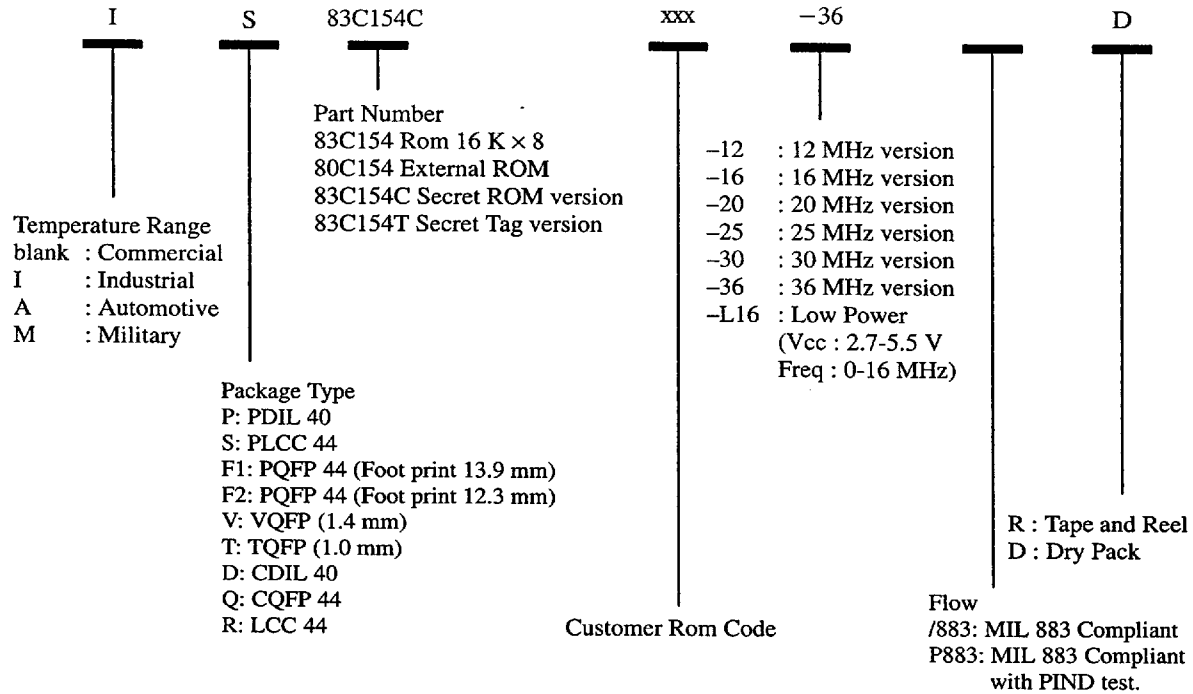 I S 83C154C xxx –36 D
Part Number
83C154 Rom 16 K × 8
80C154 External ROM
83C154C Secret ROM version
83C154T Secret Tag version
–12 : 12 MHz version
–16 : 16 MHz version
–20 : 20 MHz version
–25 : 25 MHz version
–30 : 30 MHz version
–36 : 36 MHz version
–L16 : Low Power
(Vcc : 2.7-5.5 V
Freq : 0-16 MHz)
Temperature Range
blank : Commercial
I : Industrial
A : Automotive
M : Military
Package Type
P: PDIL 40
S: PLCC 44
F1: PQFP 44 (Foot print 13.9 mm)
F2: PQFP 44 (Foot print 12.3 mm)
V: VQFP (1.4 mm)
T: TQFP (1.0 mm)
D: CDIL 40
Q: CQFP 44
R: LCC 44
Customer Rom Code
R : Tape and Reel
D : Dry Pack
Flow
/883: MIL 883 Compliant
P883: MIL 883 Compliant
with PIND test.